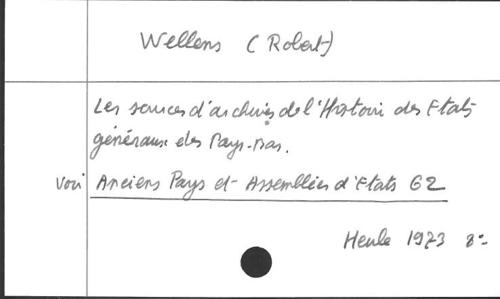 Wellens (Robert)
Les sources d'archives de l'Histoire des Etats
généraux des Pays-Bas.
Voir Anciens Pays et Assemblées d'Etats 62
Heule 1973 8°